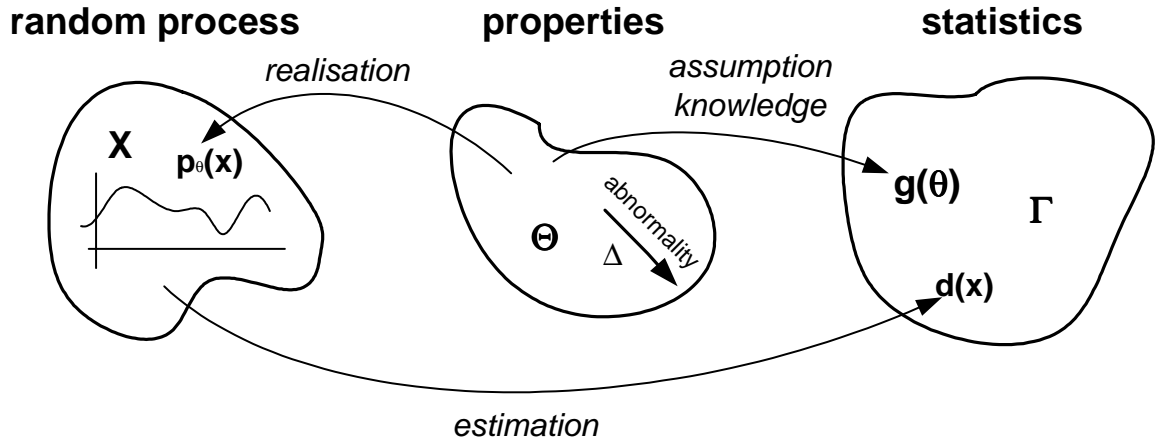 random process
properties
statistics
realisation
assumption
knowledge
X
pθ(x)
abnormality
g(θ)
Γ
Θ
Δ
d(x)
estimation